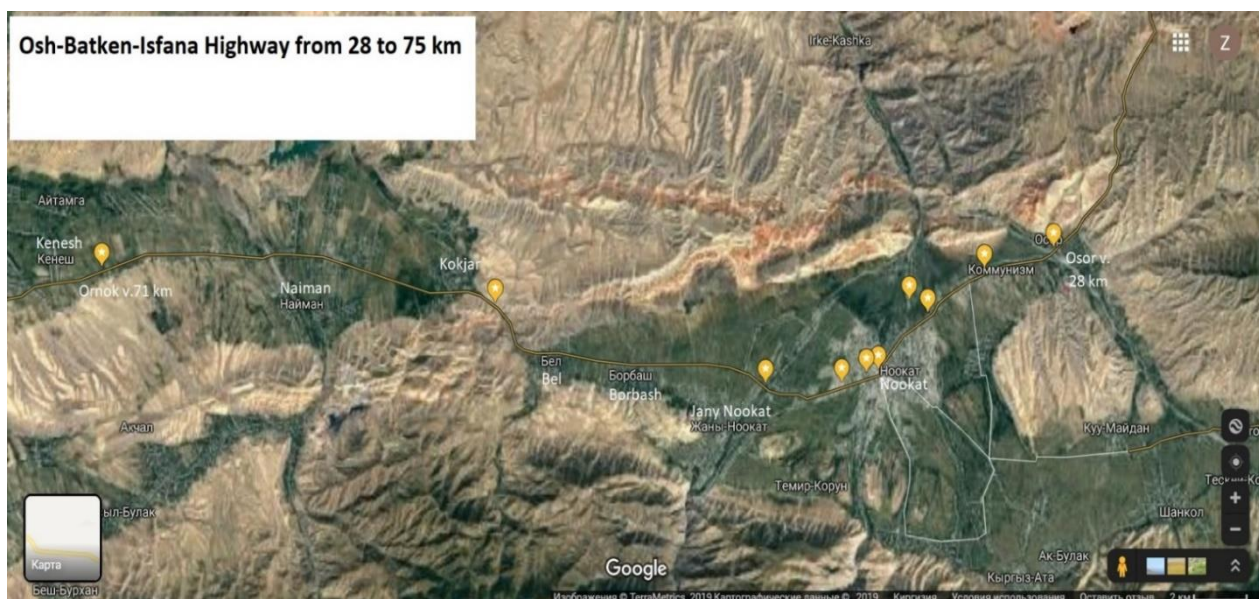 Osh-Batken-Isfana Highway from 28 to 75 km
Irke-Kashka
Z
Айтамга
Kenesh
Кенеш
Ornok v.71 km
Naiman
Найман
Kokjar
Коммунизм
Osor v.
28 km
Бел
Bel
Борбаш
Borbash
Jany Nookat
Жаны-Ноокат
Ноокат
Nookat
Акчал
Куу-Майдан
Темир-Корун
Шанкол
ыл-Булак
Карта
Google
Ак-Булак
Кыргыз-Ата
Беш-Бурхан
Изображения © TerraMetrics, 2019 Картографические данные © , 2019 Киргизия Условия использования Оставить отзыв 2 км